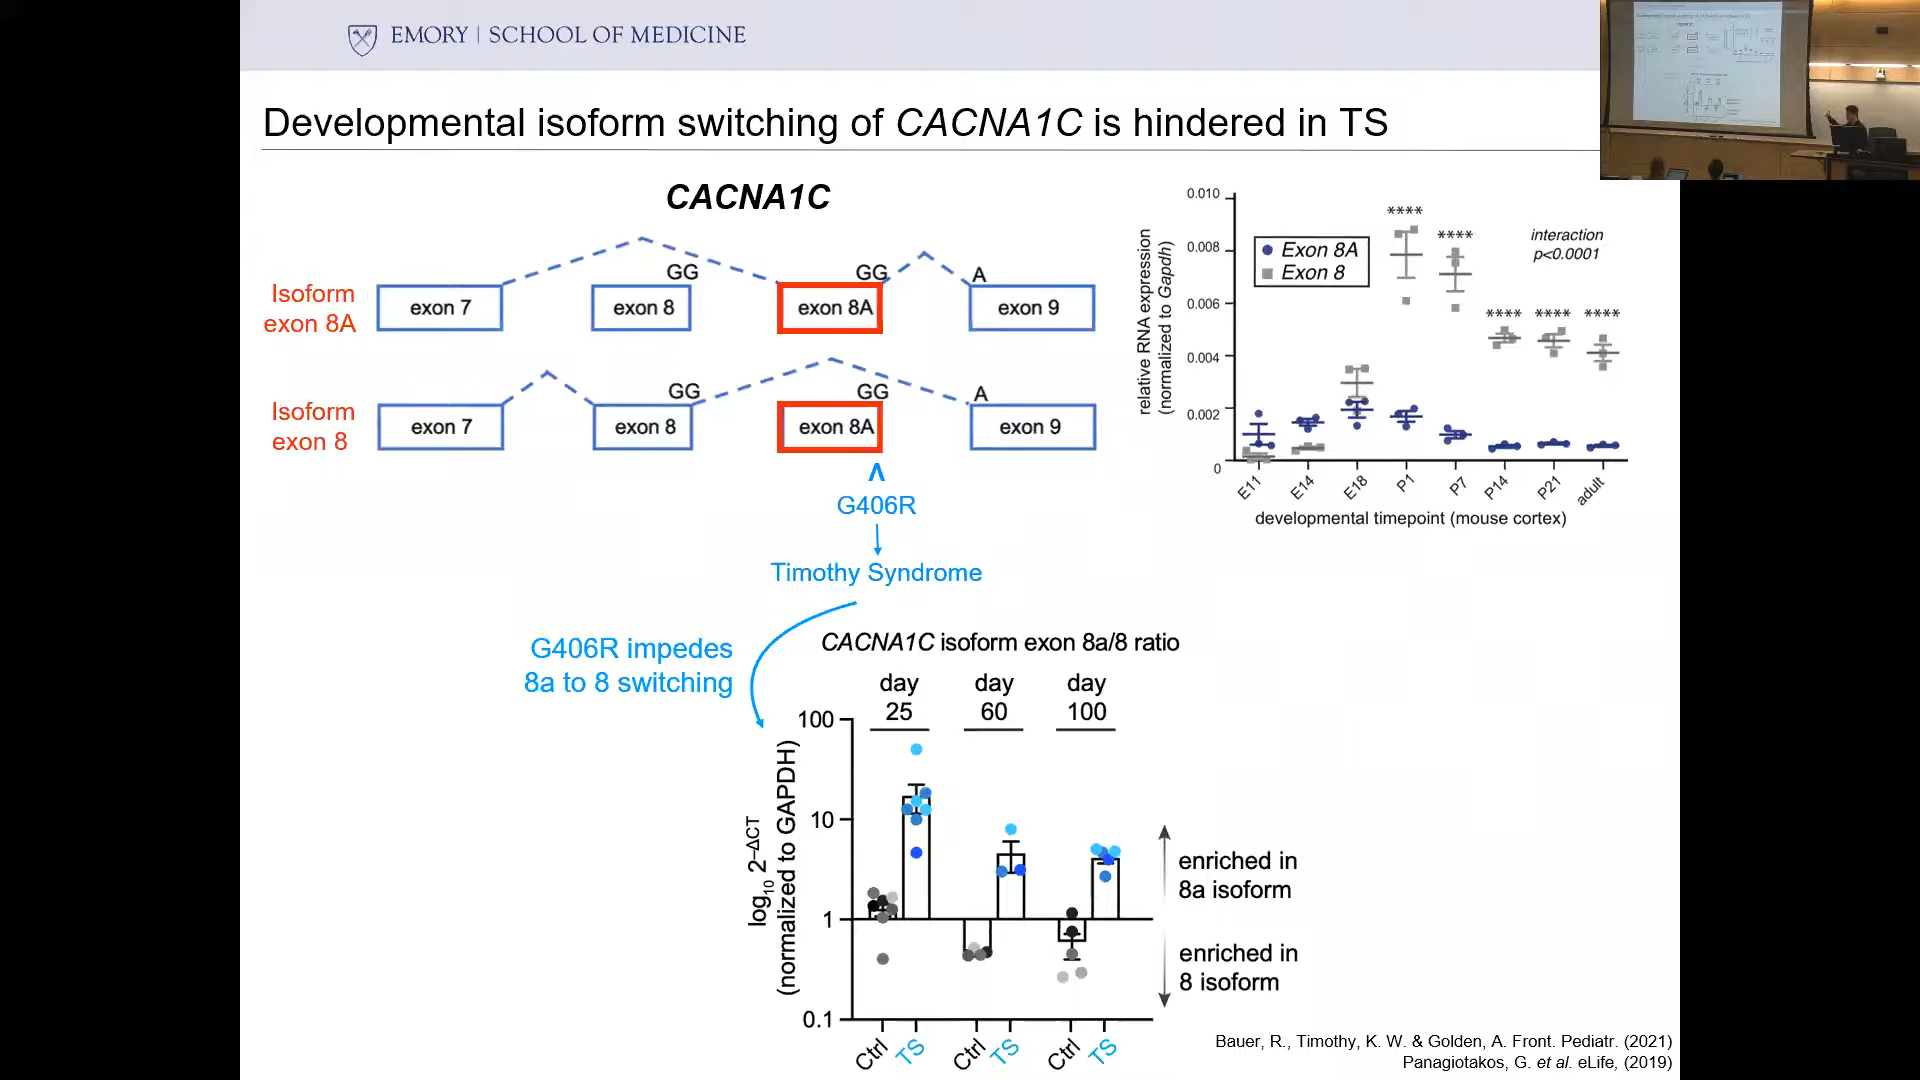 EMORY | SCHOOL OF MEDICINE
Developmental isoform switching of CACNA1C is hindered in TS
CACNA1C
Isoform
exon 8A
exon 7
exon 8
GG
exon 8A
GG
A
exon 9
Isoform
exon 8
exon 7
exon 8
GG
exon 8A
GG
A
exon 9
G406R
Timothy Syndrome
G406R impedes
8a to 8 switching
relative RNA expression
(normalized to Gapdh)
0.010
0.008
0.006
0.004
0.002
0
Exon 8A
Exon 8
****
****
****
****
****
interaction
p<0.0001
E11
E14
E18
P1
P7
P14
P21
adult
developmental timepoint (mouse cortex)
CACNA1C isoform exon 8a/8 ratio
day
25
day
60
day
100
log10 2−ΔCT
(normalized to GAPDH)
100
10
1
0.1
Ctrl
TS
Ctrl
TS
Ctrl
TS
enriched in
8a isoform
enriched in
8 isoform
Bauer, R., Timothy, K. W. & Golden, A. Front. Pediatr. (2021)
Panagiotakos, G. et al. eLife, (2019)